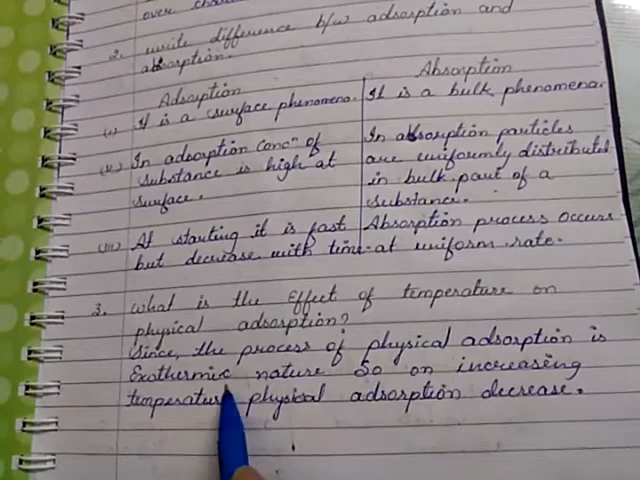 over
2. write difference b/w adsorption and
absorption.
Adsorption
Absorption
(i) It is a surface phenomena.
It is a bulk phenomena.
(ii) In adsorption concⁿ of
substance is high at
surface.
In absorption particles
are uniformly distributed
in bulk part of a
substance.
(iii) At starting it is fast
but decrease with time.
Absorption process occurs
at uniform rate.
3. What is the Effect of temperature on
physical adsorption?
Since, the process of physical adsorption is
Exothermic nature So on increasing
temperature physical adsorption decrease.